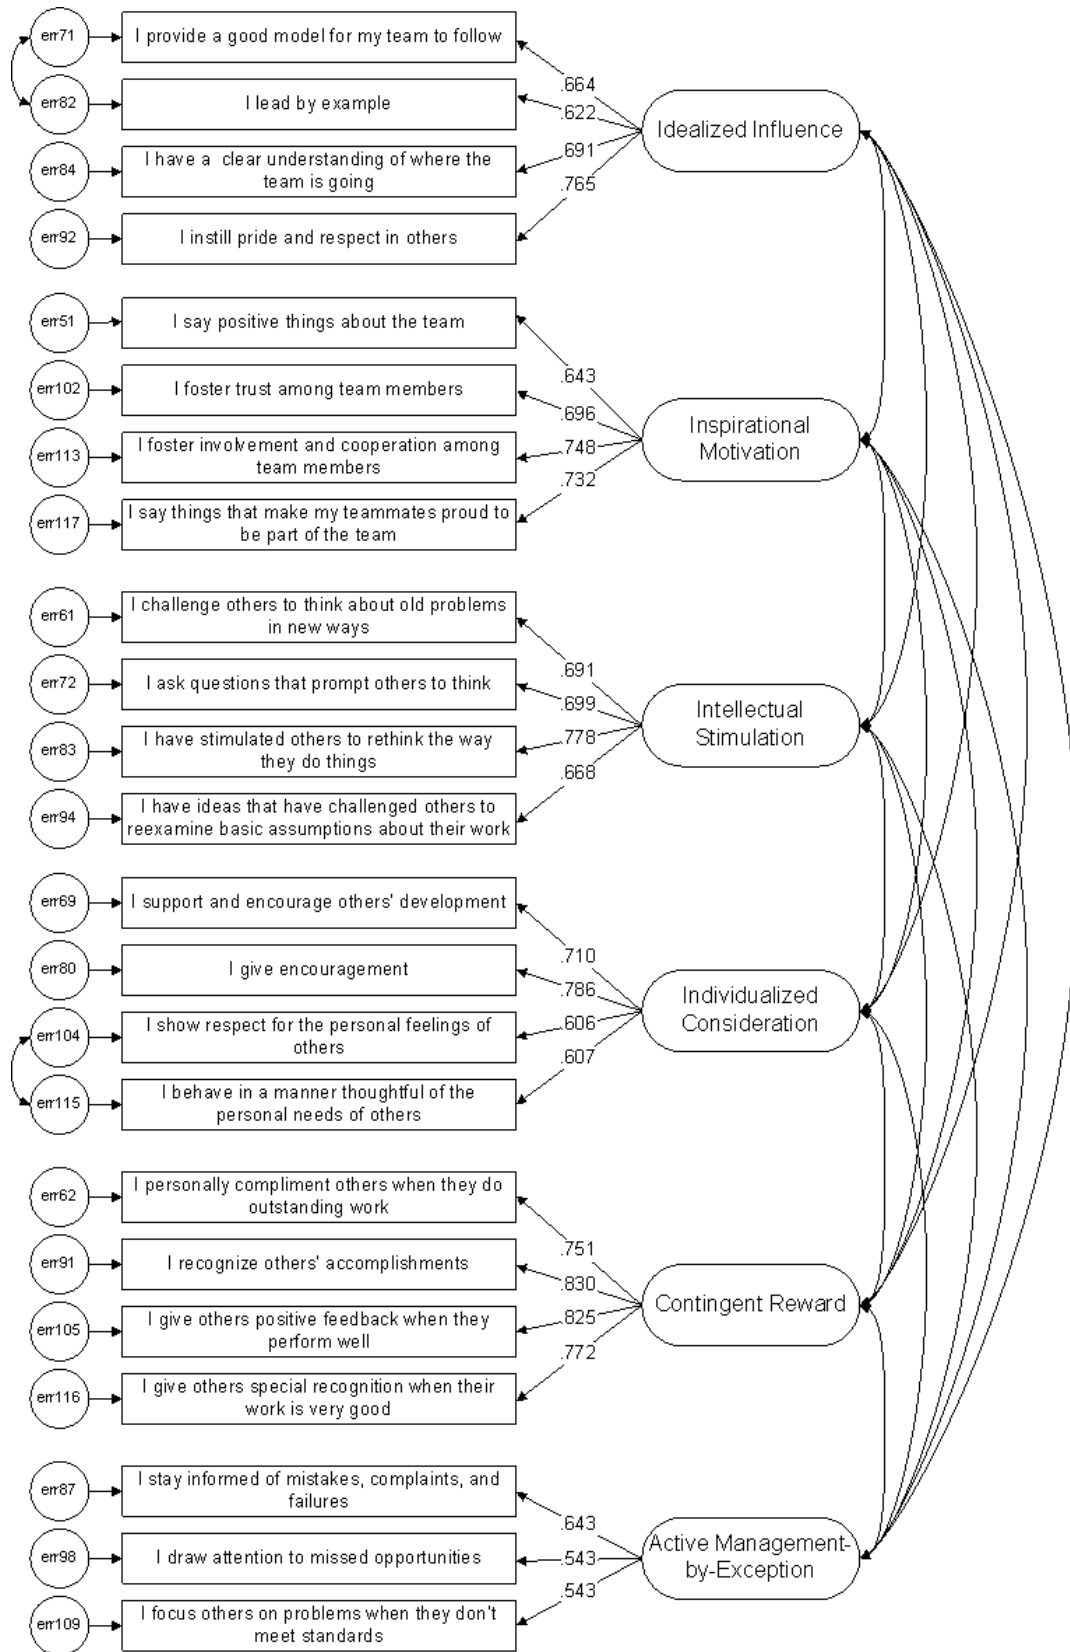 err71
I provide a good model for my team to follow
.664
err82
I lead by example
.622
Idealized Influence
err84
I have a clear understanding of where the
team is going
.691
.765
err92
I instill pride and respect in others
err51
I say positive things about the team
.643
err102
I foster trust among team members
.696
Inspirational
Motivation
err113
I foster involvement and cooperation among
team members
.748
.732
err117
I say things that make my teammates proud to
be part of the team
err61
I challenge others to think about old problems
in new ways
.691
err72
I ask questions that prompt others to think
.699
Intellectual
Stimulation
err83
I have stimulated others to rethink the way
they do things
.778
.668
err94
I have ideas that have challenged others to
reexamine basic assumptions about their work
err69
I support and encourage others' development
.710
err80
I give encouragement
.786
Individualized
Consideration
err104
I show respect for the personal feelings of
others
.606
.607
err115
I behave in a manner thoughtful of the
personal needs of others
err62
I personally compliment others when they do
outstanding work
.751
err91
I recognize others' accomplishments
.830
Contingent Reward
err105
I give others positive feedback when they
perform well
.825
.772
err116
I give others special recognition when their
work is very good
err87
I stay informed of mistakes, complaints, and
failures
.643
err98
I draw attention to missed opportunities
.543
Active Management-
by-Exception
.543
err109
I focus others on problems when they don't
meet standards